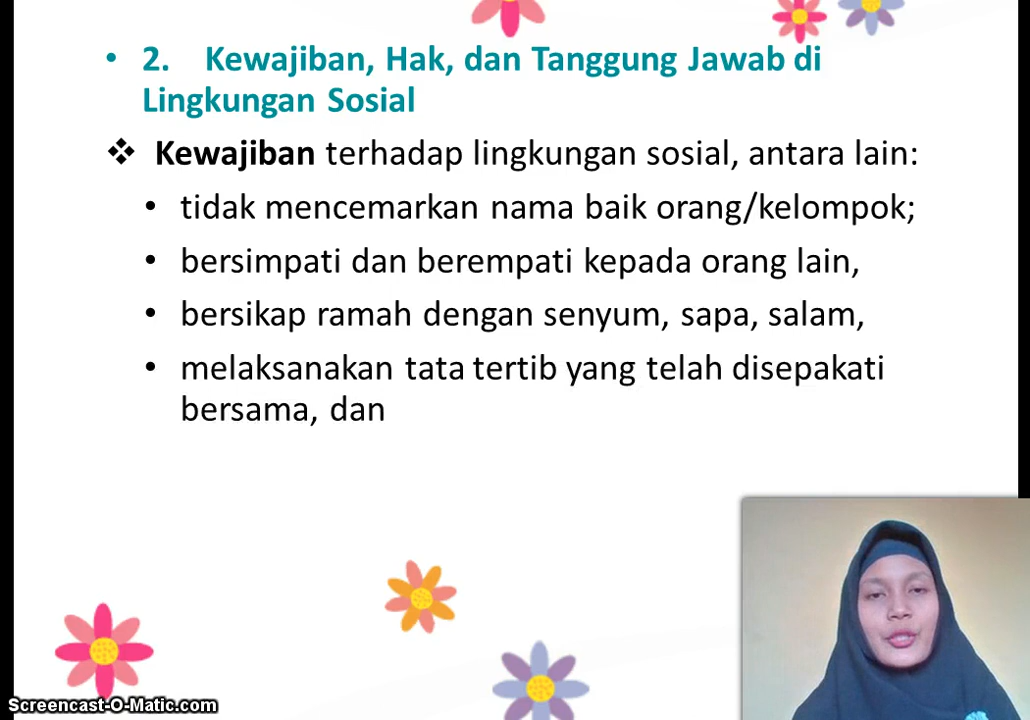 2. Kewajiban, Hak, dan Tanggung Jawab di
Lingkungan Sosial
Kewajiban terhadap lingkungan sosial, antara lain:
tidak mencemarkan nama baik orang/kelompok;
bersimpati dan berempati kepada orang lain,
bersikap ramah dengan senyum, sapa, salam,
melaksanakan tata tertib yang telah disepakati
bersama, dan
Screencast-O-Matic.com